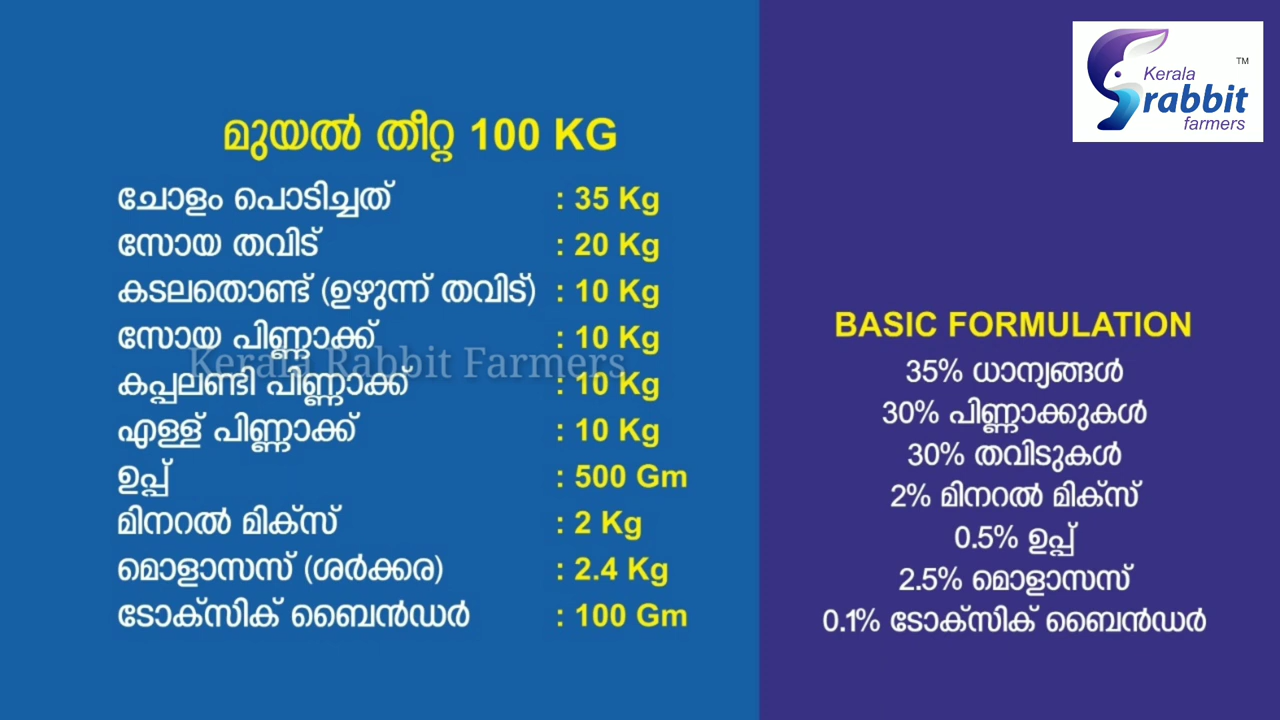 Kerala
rabbit
TM
farmers
മുയൽ തീറ്റ 100 KG
ചോളം പൊടിച്ചത് : 35 Kg
സോയ തവിട് : 20 Kg
കടലതൊണ്ട് (ഉഴുന്ന് തവിട്) : 10 Kg
സോയ പിണ്ണാക്ക് : 10 Kg
Kerala Rabbit Farmers
കപ്പലണ്ടി പിണ്ണാക്ക് : 10 Kg
എള്ള് പിണ്ണാക്ക് : 10 Kg
ഉപ്പ് : 500 Gm
മിനറൽ മിക്സ് : 2 Kg
മൊളാസസ് (ശർക്കര) : 2.4 Kg
ടോക്സിക് ബൈൻഡർ : 100 Gm
BASIC FORMULATION
35% ധാന്യങ്ങൾ
30% പിണ്ണാക്കുകൾ
30% തവിടുകൾ
2% മിനറൽ മിക്സ്
0.5% ഉപ്പ്
2.5% മൊളാസസ്
0.1% ടോക്സിക് ബൈൻഡർ